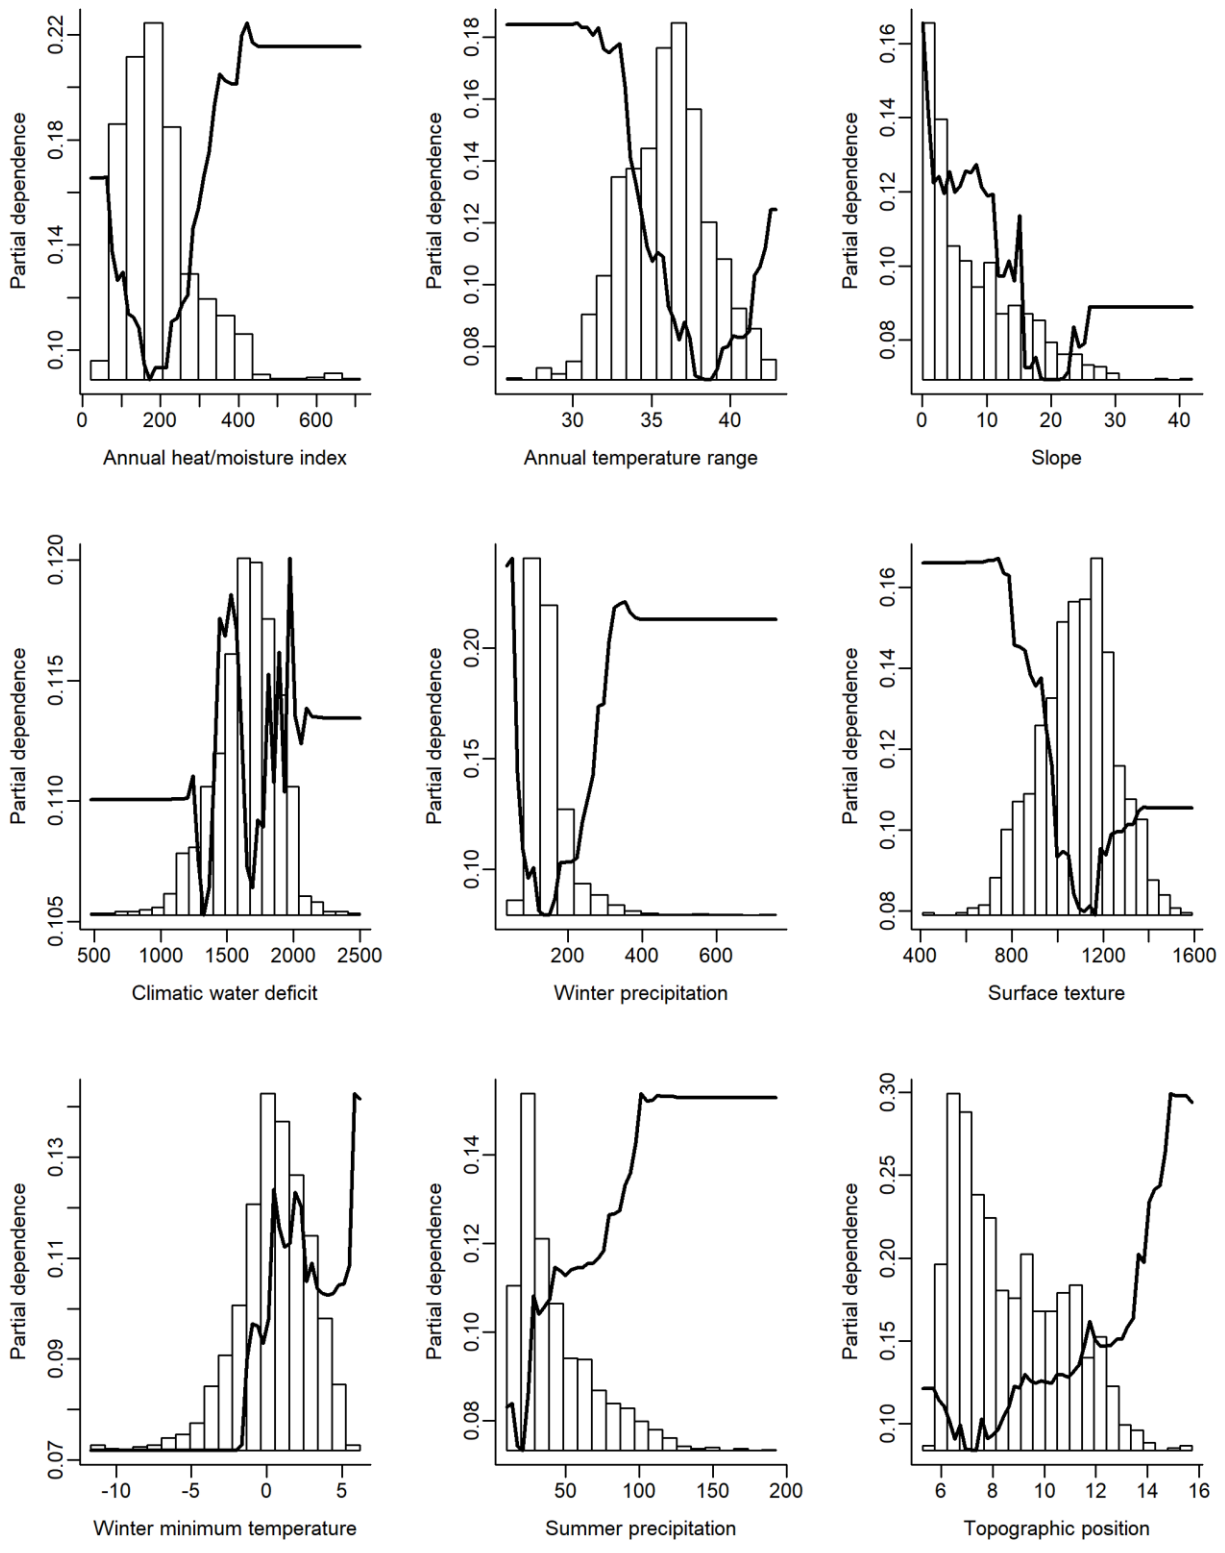 Partial dependence
0.10 0.14 0.18 0.22
0 200 400 600
Annual heat/moisture index
Partial dependence
0.08 0.10 0.12 0.14 0.16 0.18
30 35 40
Annual temperature range
Partial dependence
0.08 0.10 0.12 0.14 0.16
0 10 20 30 40
Slope
Partial dependence
0.105 0.110 0.115 0.120
500 1000 1500 2000 2500
Climatic water deficit
Partial dependence
0.10 0.15 0.20
200 400 600
Winter precipitation
Partial dependence
0.08 0.10 0.12 0.14 0.16
400 800 1200 1600
Surface texture
Partial dependence
0.07 0.09 0.11 0.13
-10 -5 0 5
Winter minimum temperature
Partial dependence
0.08 0.10 0.12 0.14
50 100 150 200
Summer precipitation
Partial dependence
0.10 0.15 0.20 0.25 0.30
6 8 10 12 14 16
Topographic position